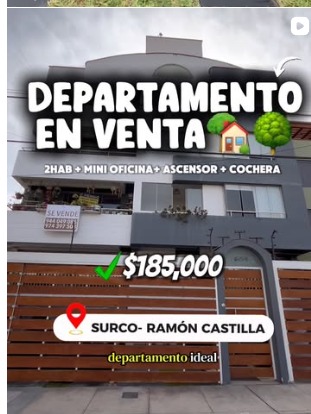 DEPARTAMENTO
EN VENTA
2HAB + MINI OFICINA+ ASCENSOR + COCHERA
SE VENDE
$185,000
SURCO- RAMÓN CASTILLA
departamento ideal